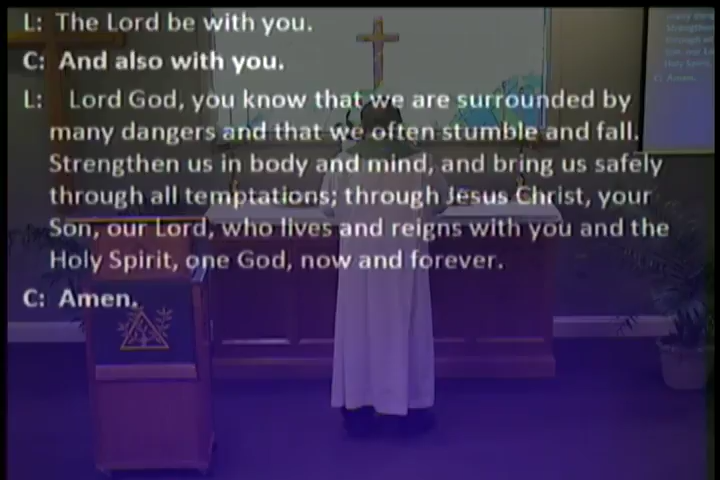 L: The Lord be with you.
C: And also with you.
L: Lord God, you know that we are surrounded by
many dangers and that we often stumble and fall.
Strengthen us in body and mind, and bring us safely
through all temptations; through Jesus Christ, your
Son, our Lord, who lives and reigns with you and the
Holy Spirit, one God, now and forever.
C: Amen.